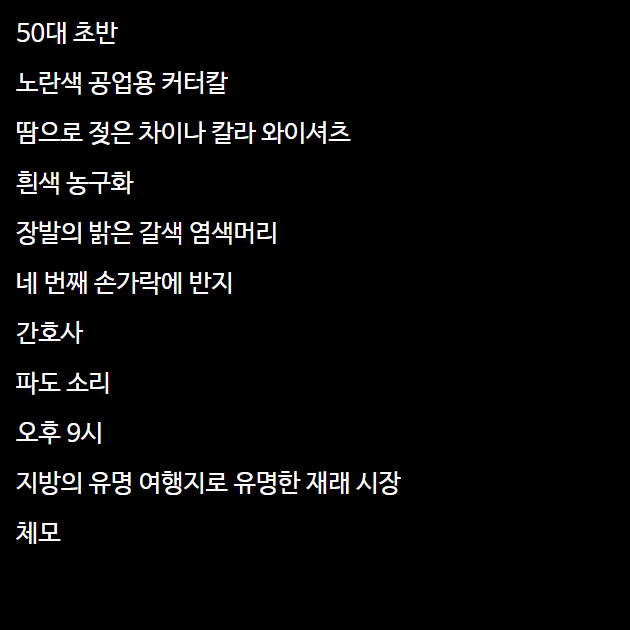 50대 초반
노란색 공업용 커터칼
땀으로 젖은 차이나 칼라 와이셔츠
흰색 농구화
장발의 밝은 갈색 염색머리
네 번째 손가락에 반지
간호사
파도 소리
오후 9시
지방의 유명 여행지로 유명한 재래 시장
체모